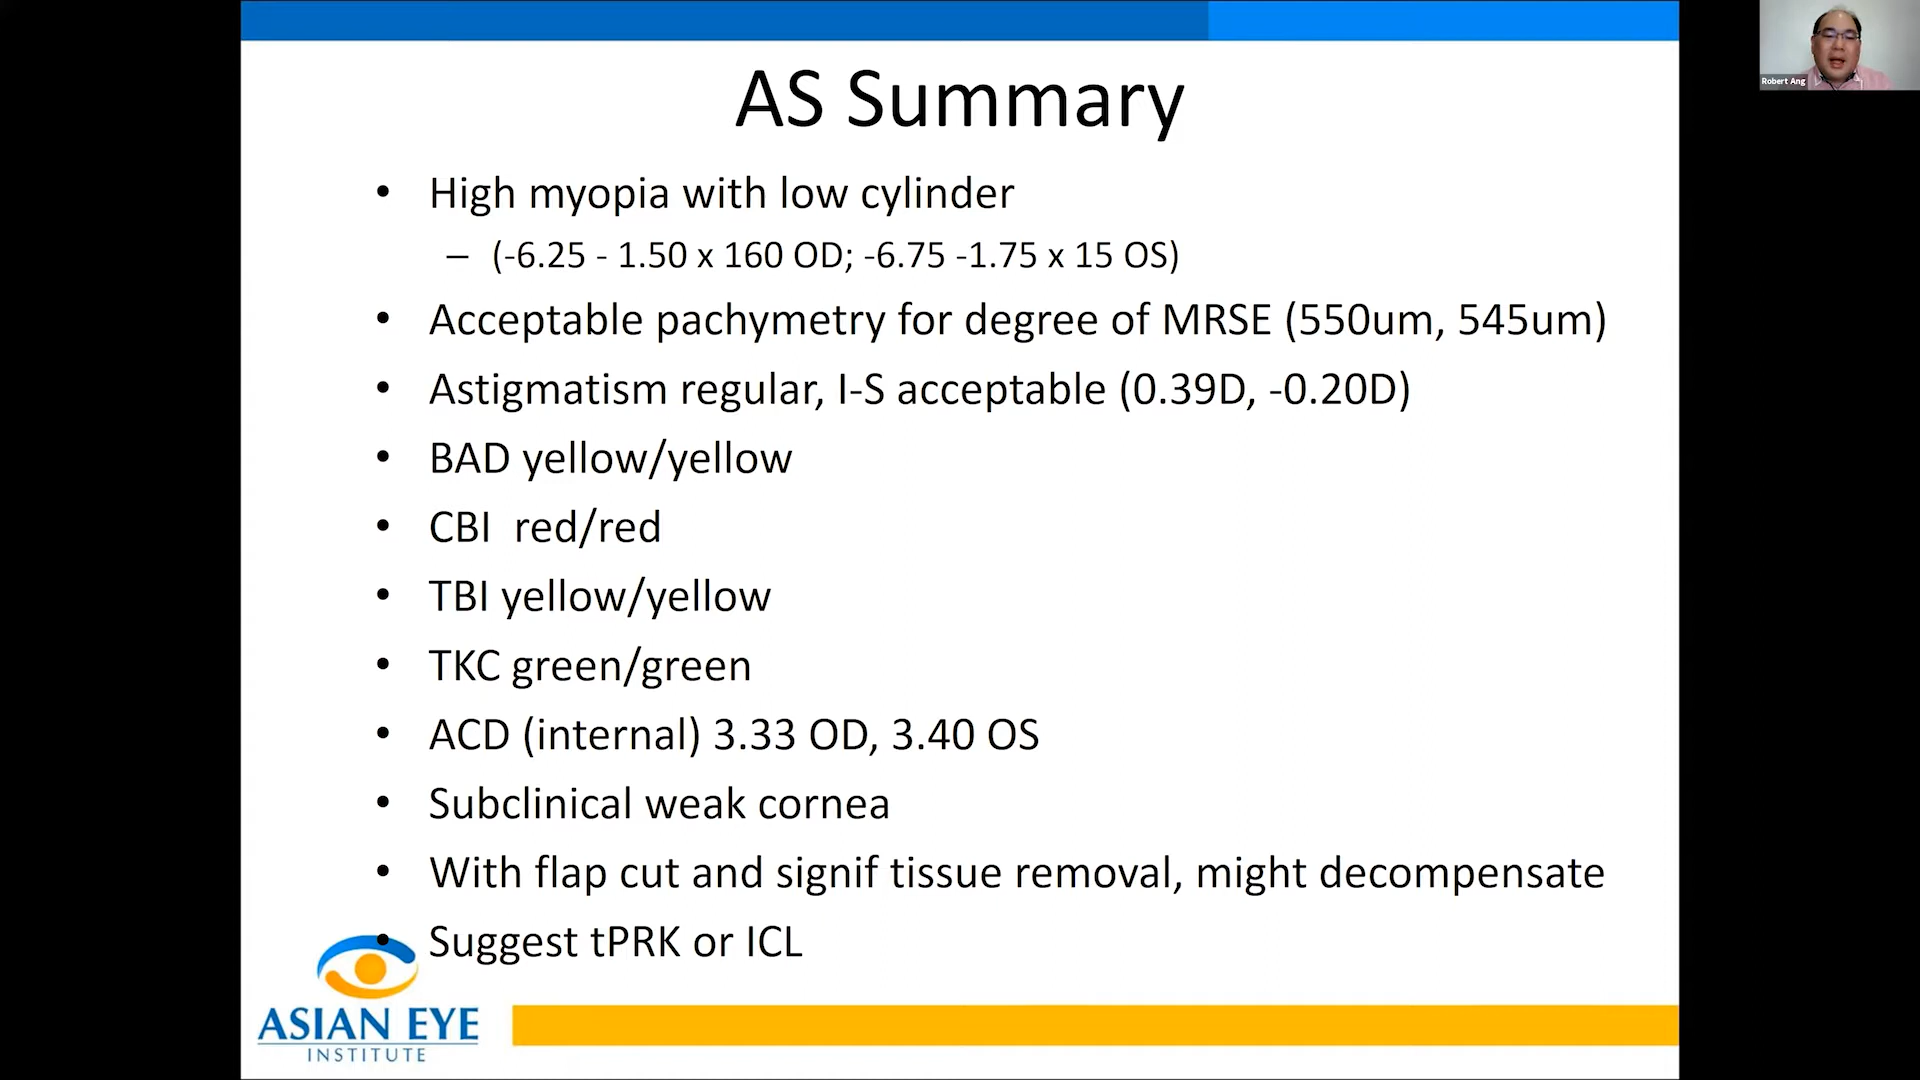 AS Summary
• High myopia with low cylinder
– (-6.25 - 1.50 x 160 OD; -6.75 -1.75 x 15 OS)
• Acceptable pachymetry for degree of MRSE (550um, 545um)
• Astigmatism regular, I-S acceptable (0.39D, -0.20D)
• BAD yellow/yellow
• CBI  red/red
• TBI yellow/yellow
• TKC green/green
• ACD (internal) 3.33 OD, 3.40 OS
• Subclinical weak cornea
• With flap cut and signif tissue removal, might decompensate
• Suggest tPRK or ICL
ASIAN EYE
INSTITUTE
Robert Ang